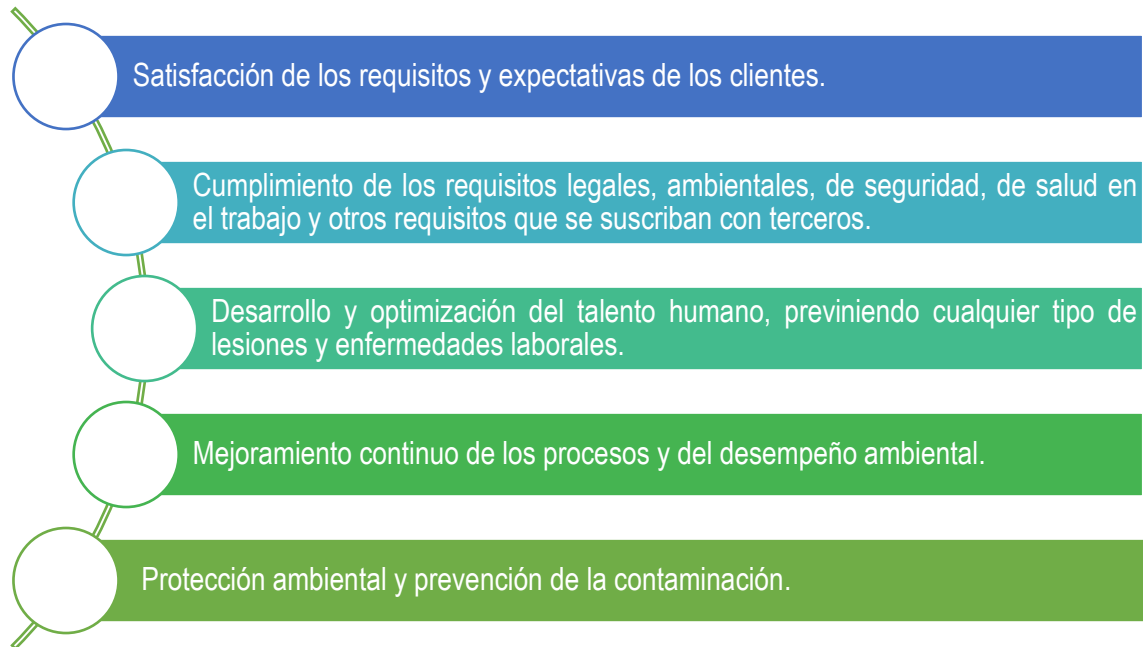 Satisfacción de los requisitos y expectativas de los clientes.
Cumplimiento de los requisitos legales, ambientales, de seguridad, de salud en
el trabajo y otros requisitos que se suscriban con terceros.
Desarrollo y optimización del talento humano, previniendo cualquier tipo de
lesiones y enfermedades laborales.
Mejoramiento continuo de los procesos y del desempeño ambiental.
Protección ambiental y prevención de la contaminación.